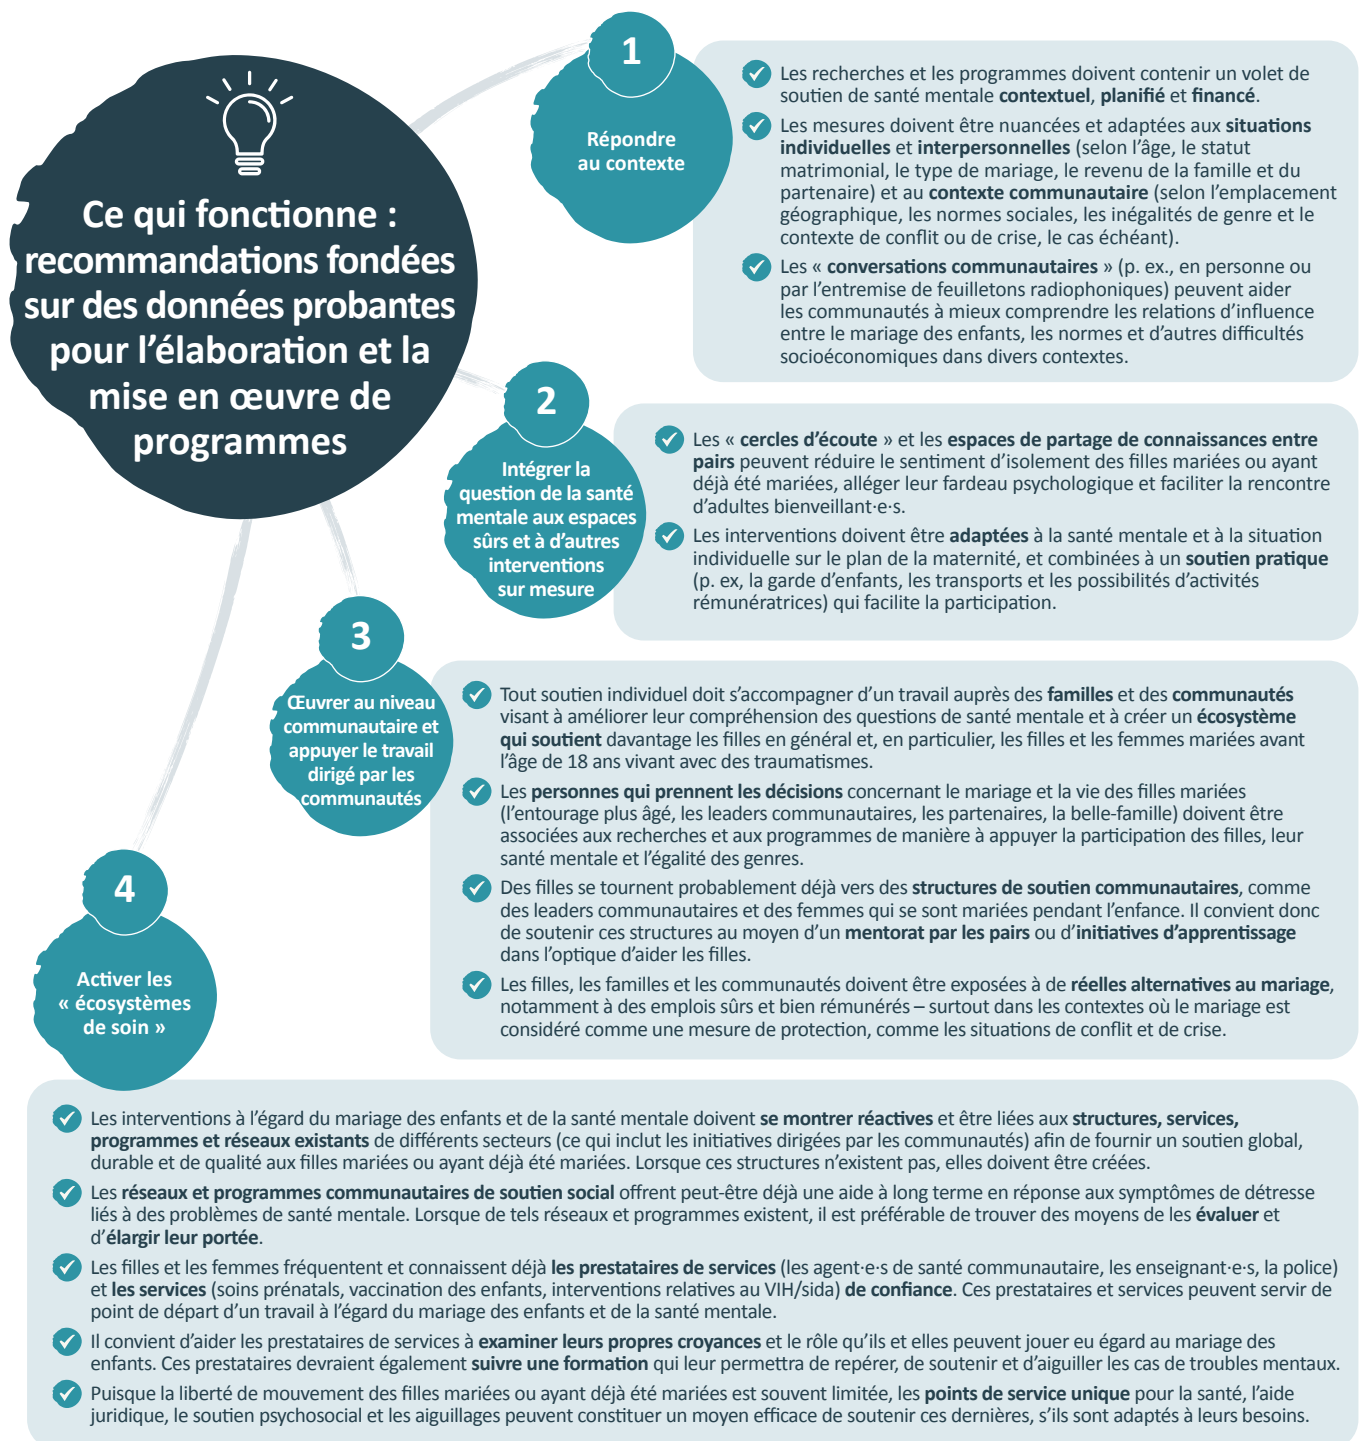 Ce qui fonctionne :
recommandations fondées
sur des données probantes
pour l’élaboration et la
mise en œuvre de
programmes
1
Répondre
au contexte
Les recherches et les programmes doivent contenir un volet de
soutien de santé mentale contextuel, planifié et financé.
Les mesures doivent être nuancées et adaptées aux situations
individuelles et interpersonnelles (selon l’âge, le statut
matrimonial, le type de mariage, le revenu de la famille et du
partenaire) et au contexte communautaire (selon l’emplacement
géographique, les normes sociales, les inégalités de genre et le
contexte de conflit ou de crise, le cas échéant).
Les « conversations communautaires » (p. ex., en personne ou
par l’entremise de feuilletons radiophoniques) peuvent aider
les communautés à mieux comprendre les relations d’influence
entre le mariage des enfants, les normes et d’autres difficultés
socioéconomiques dans divers contextes.
2
Intégrer la
question de la santé
mentale aux espaces
sûrs et à d’autres
interventions
sur mesure
Les « cercles d’écoute » et les espaces de partage de connaissances entre
pairs peuvent réduire le sentiment d’isolement des filles mariées ou ayant
déjà été mariées, alléger leur fardeau psychologique et faciliter la rencontre
d’adultes bienveillant·e·s.
Les interventions doivent être adaptées à la santé mentale et à la situation
individuelle sur le plan de la maternité, et combinées à un soutien pratique
(p. ex, la garde d’enfants, les transports et les possibilités d’activités
rémunératrices) qui facilite la participation.
3
Œuvrer au niveau
communautaire et
appuyer le travail
dirigé par les
communautés
Tout soutien individuel doit s’accompagner d’un travail auprès des familles et des communautés
visant à améliorer leur compréhension des questions de santé mentale et à créer un écosystème
qui soutient davantage les filles en général et, en particulier, les filles et les femmes mariées avant
l’âge de 18 ans vivant avec des traumatismes.
Les personnes qui prennent les décisions concernant le mariage et la vie des filles mariées
(l’entourage plus âgé, les leaders communautaires, les partenaires, la belle-famille) doivent être
associées aux recherches et aux programmes de manière à appuyer la participation des filles, leur
santé mentale et l’égalité des genres.
Des filles se tournent probablement déjà vers des structures de soutien communautaires, comme
des leaders communautaires et des femmes qui se sont mariées pendant l’enfance. Il convient donc
de soutenir ces structures au moyen d’un mentorat par les pairs ou d’initiatives d’apprentissage
dans l’optique d’aider les filles.
Les filles, les familles et les communautés doivent être exposées à de réelles alternatives au mariage,
notamment à des emplois sûrs et bien rémunérés – surtout dans les contextes où le mariage est
considéré comme une mesure de protection, comme les situations de conflit et de crise.
4
Activer les
« écosystèmes
de soin »
Les interventions à l’égard du mariage des enfants et de la santé mentale doivent se montrer réactives et être liées aux structures, services,
programmes et réseaux existants de différents secteurs (ce qui inclut les initiatives dirigées par les communautés) afin de fournir un soutien global,
durable et de qualité aux filles mariées ou ayant déjà été mariées. Lorsque ces structures n’existent pas, elles doivent être créées.
Les réseaux et programmes communautaires de soutien social offrent peut-être déjà une aide à long terme en réponse aux symptômes de détresse
liés à des problèmes de santé mentale. Lorsque de tels réseaux et programmes existent, il est préférable de trouver des moyens de les évaluer et
d’élargir leur portée.
Les filles et les femmes fréquentent et connaissent déjà les prestataires de services (les agent·e·s de santé communautaire, les enseignant·e·s, la police)
et les services (soins prénatals, vaccination des enfants, interventions relatives au VIH/sida) de confiance. Ces prestataires et services peuvent servir de
point de départ d’un travail à l’égard du mariage des enfants et de la santé mentale.
Il convient d’aider les prestataires de services à examiner leurs propres croyances et le rôle qu’ils et elles peuvent jouer eu égard au mariage des
enfants. Ces prestataires devraient également suivre une formation qui leur permettra de repérer, de soutenir et d’aiguiller les cas de troubles mentaux.
Puisque la liberté de mouvement des filles mariées ou ayant déjà été mariées est souvent limitée, les points de service unique pour la santé, l’aide
juridique, le soutien psychosocial et les aiguillages peuvent constituer un moyen efficace de soutenir ces dernières, s’ils sont adaptés à leurs besoins.